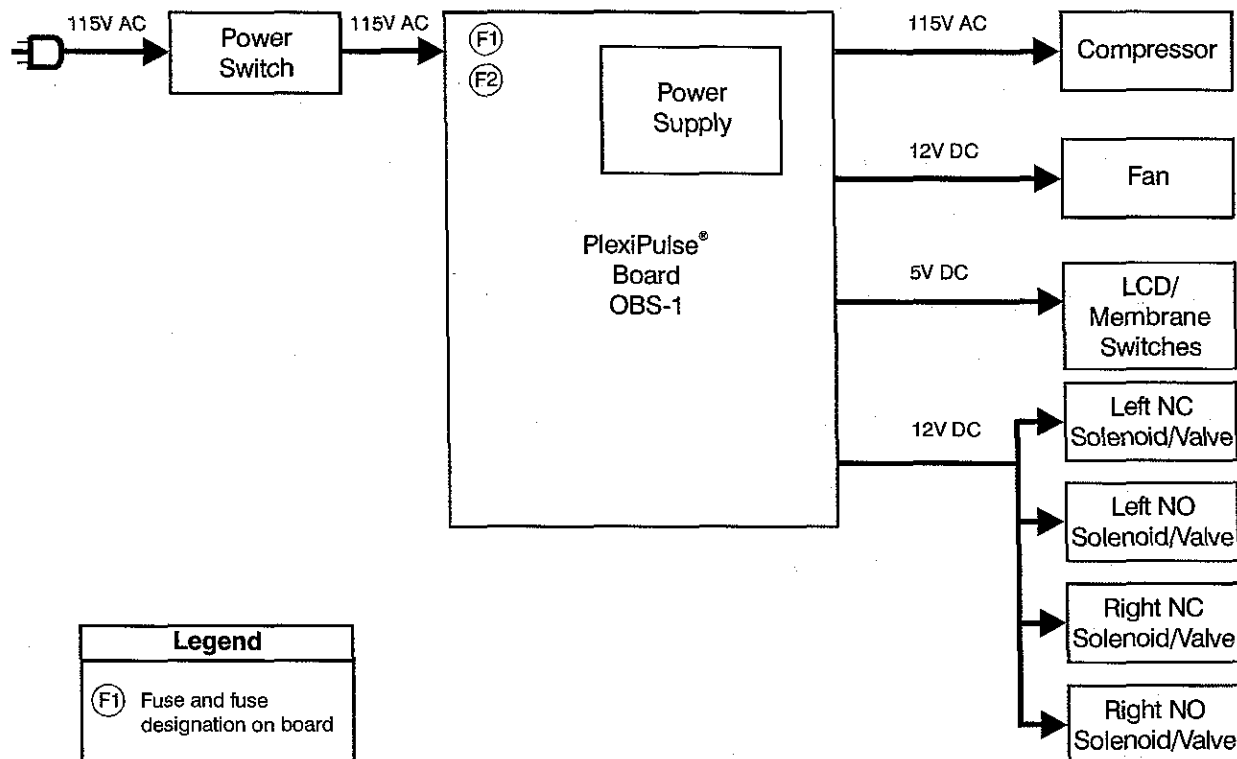 115V AC
Power
Switch
115V AC
F1
F2
Power
Supply
PlexiPulse®
Board
OBS-1
115V AC
Compressor
12V DC
Fan
5V DC
LCD/
Membrane
Switches
12V DC
Left NC
Solenoid/Valve
Left NO
Solenoid/Valve
Right NC
Solenoid/Valve
Right NO
Solenoid/Valve
Legend
F1 Fuse and fuse
designation on board